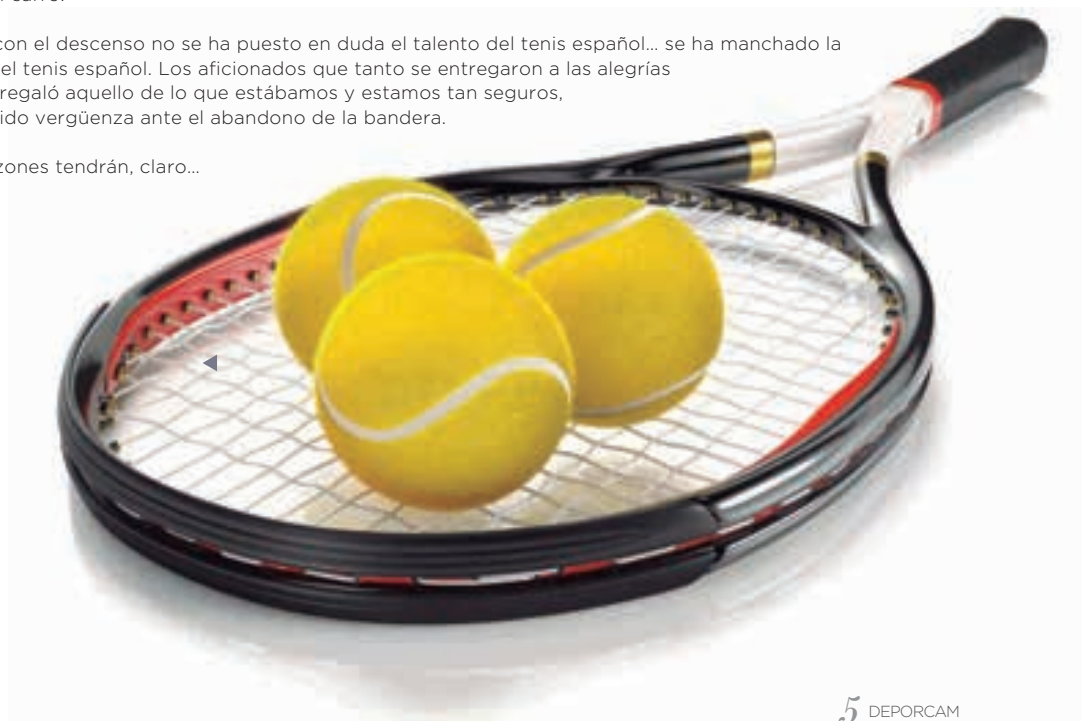 con el descenso no se ha puesto en duda el talento del tenis español... se ha manchado la
el tenis español. Los aficionados que tanto se entregaron a las alegrías
regaló aquello de lo que estábamos y estamos tan seguros,
ido vergüenza ante el abandono de la bandera.
zones tendrán, claro...
5 DEPORCAM